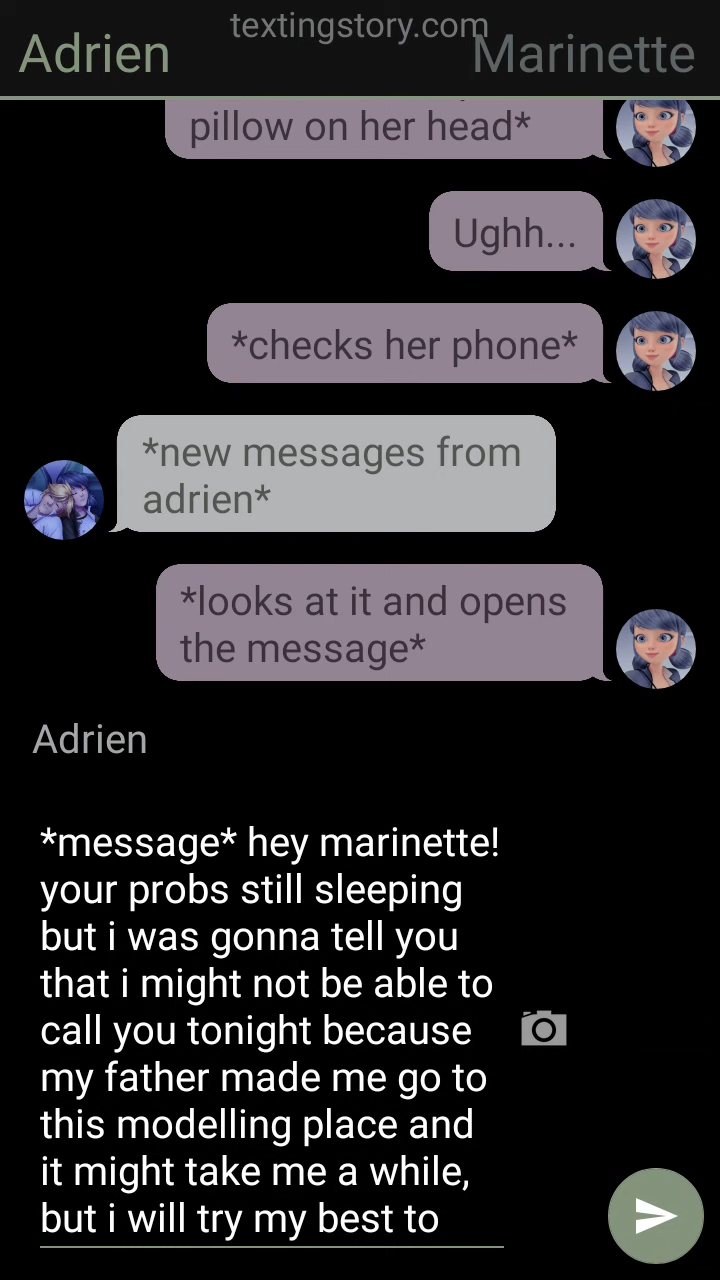 textingstory.com
Adrien
Marinette
pillow on her head*
Ughh...
*checks her phone*
*new messages from
adrien*
*looks at it and opens
the message*
Adrien
*message* hey marinette!
your probs still sleeping
but i was gonna tell you
that i might not be able to
call you tonight because
my father made me go to
this modelling place and
it might take me a while,
but i will try my best to